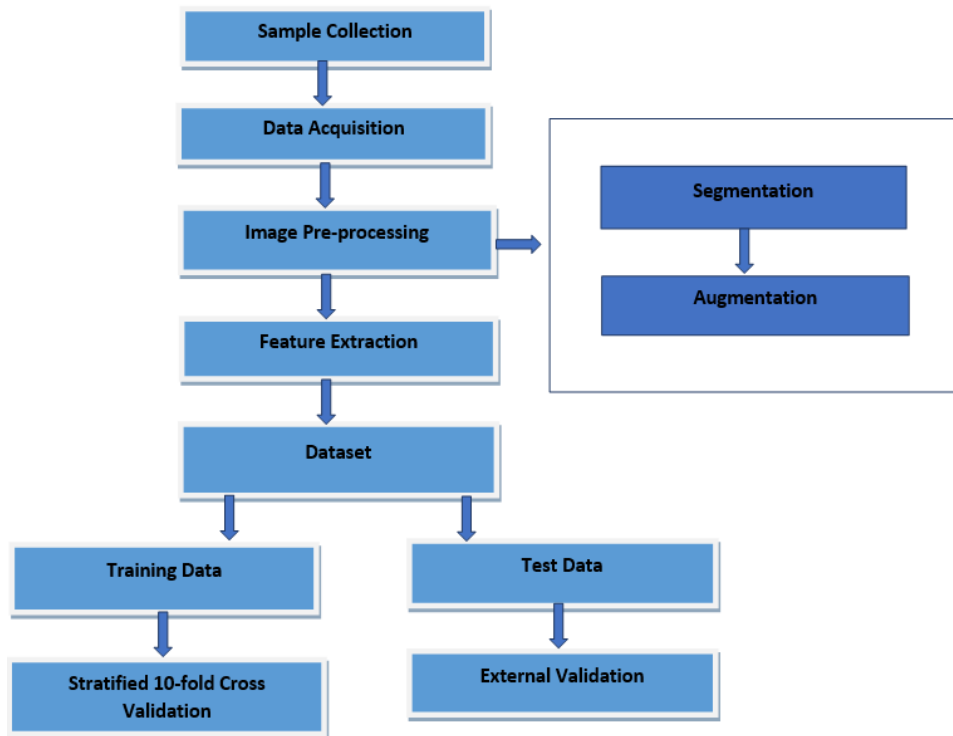 Sample Collection
Data Acquisition
Image Pre-processing
Segmentation
Augmentation
Feature Extraction
Dataset
Training Data
Test Data
Stratified 10-fold Cross
Validation
External Validation